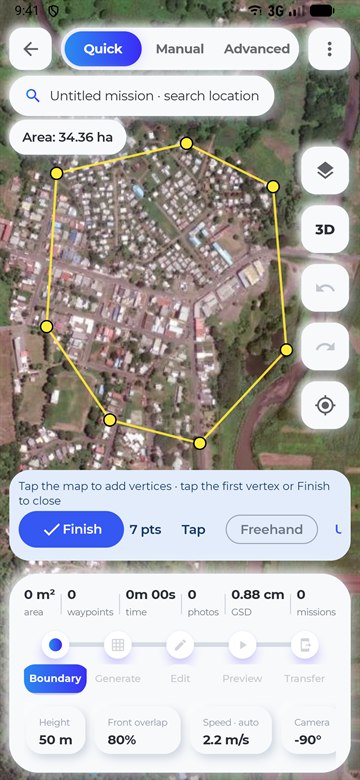 9:41 3G
Quick Manual Advanced
Untitled mission · search location
Area: 34.36 ha
3D
Tap the map to add vertices · tap the first vertex or Finish
to close
Finish 7 pts Tap Freehand
0 m² 0 0m 00s 0 0.88 cm 0
area waypoints time photos GSD missions
Boundary Generate Edit Preview Transfer
Height Front overlap Speed · auto Camera
50 m 80% 2.2 m/s -90°